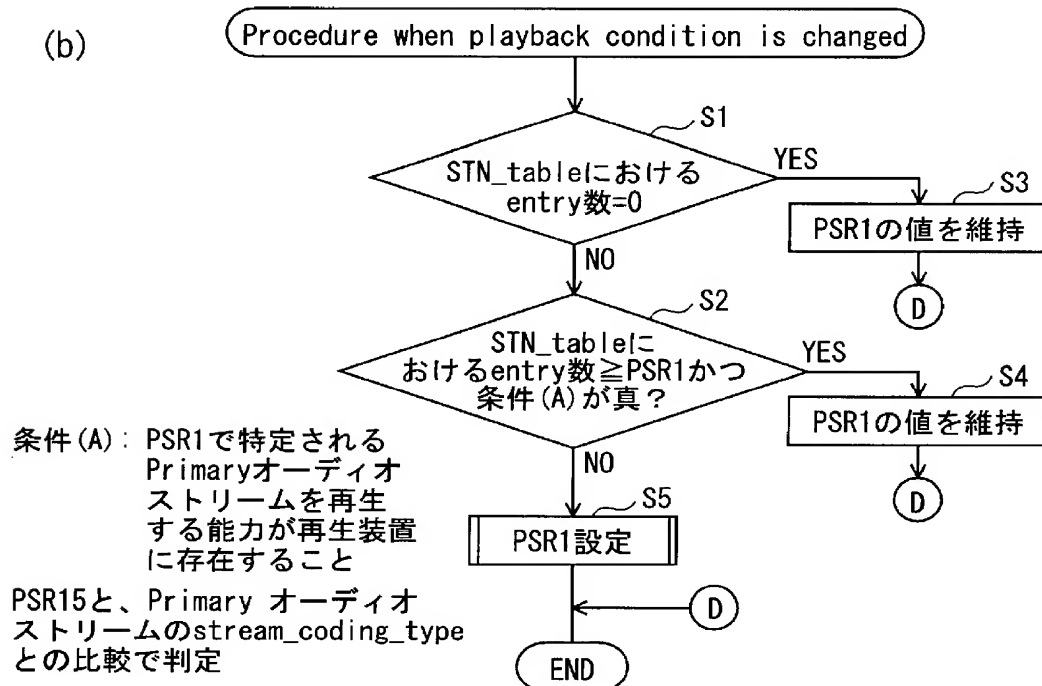 (b)
Procedure when playback condition is changed
S1
STN_tableにおける
entry数=0
YES
S3
PSR1の値を維持
D
NO
S2
STN_tableに
おけるentry数≧PSR1かつ
条件(A)が真?
YES
S4
PSR1の値を維持
D
NO
条件(A): PSR1で特定される
Primaryオーディオ
ストリームを再生
する能力が再生装置
に存在すること
PSR15と、Primary オーディオ
ストリームのstream_coding_type
との比較で判定
S5
PSR1設定
D
END